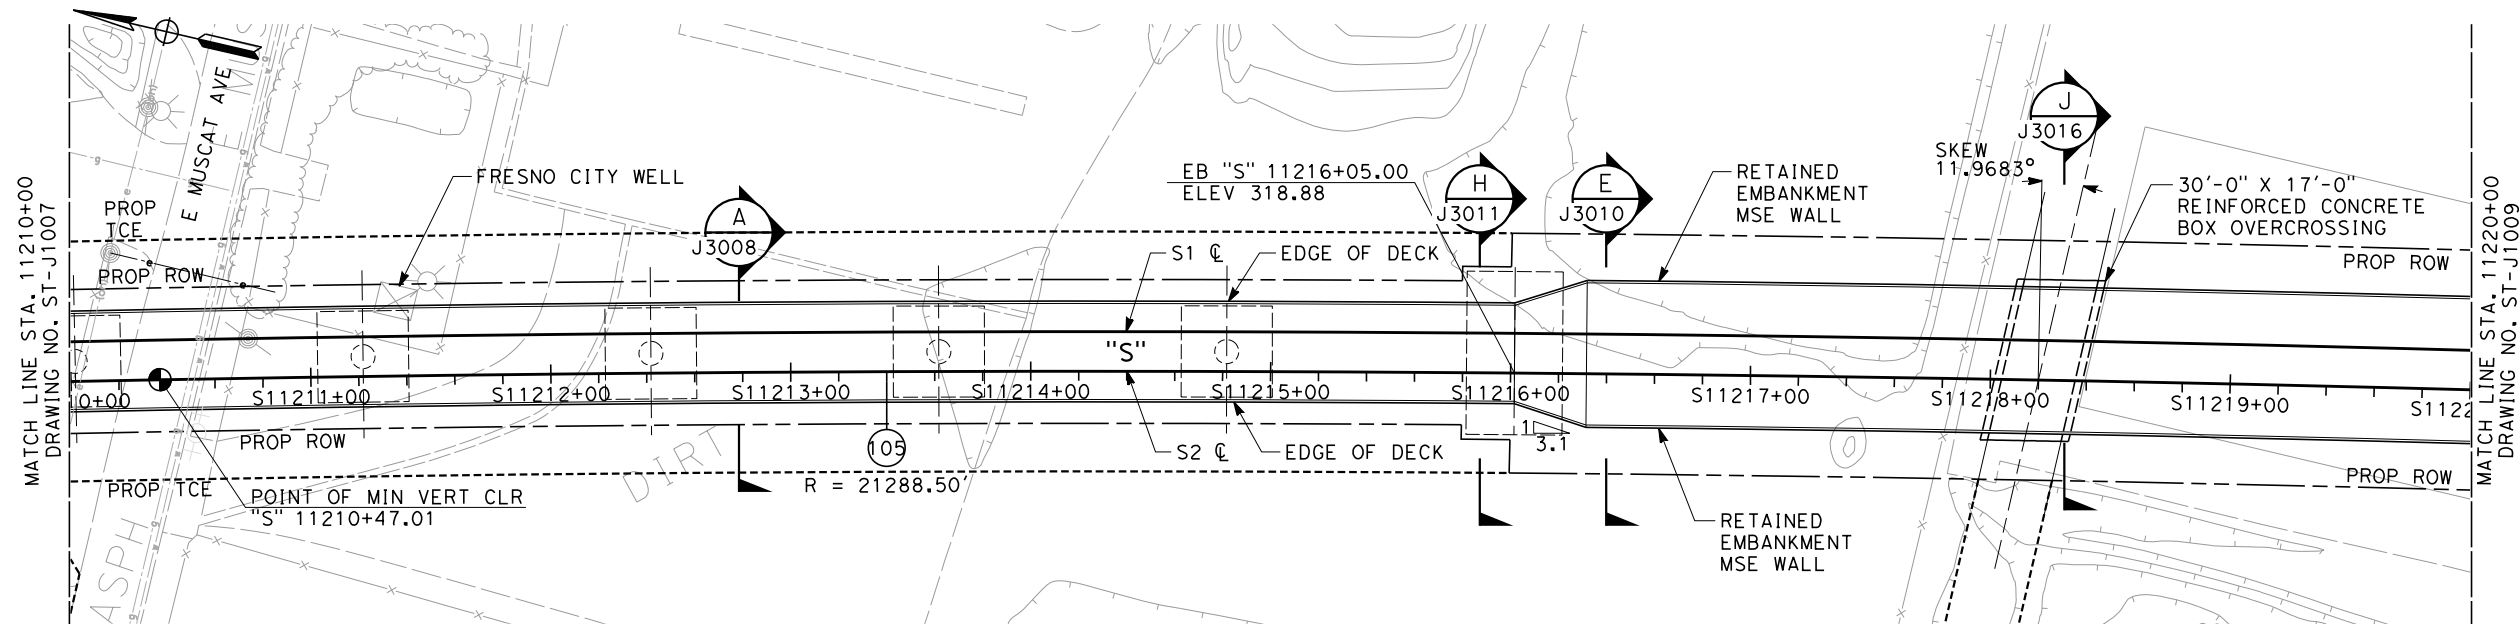 MATCH LINE STA. 11210+00
DRAWING NO. ST-J1007
E MUSCAT AVE
PROP
TCE
PROP ROW
FRESNO CITY WELL
A
J3008
S1 ℄
EDGE OF DECK
EB "S" 11216+05.00
ELEV 318.88
H
J3011
E
J3010
RETAINED
EMBANKMENT
MSE WALL
SKEW
11.9683°
J
J3016
30'-0" X 17'-0"
REINFORCED CONCRETE
BOX OVERCROSSING
PROP ROW
MATCH LINE STA. 11220+00
DRAWING NO. ST-J1009
"S"
0+00
S11211+00
S11212+00
S11213+00
S11214+00
S11215+00
S11216+00
S11217+00
S11218+00
S11219+00
S1122
PROP ROW
PROP TCE
POINT OF MIN VERT CLR
"S" 11210+47.01
DIRT
105
R = 21288.50'
S2 ℄
EDGE OF DECK
1
3.1
RETAINED
EMBANKMENT
MSE WALL
PROP ROW
ASPH